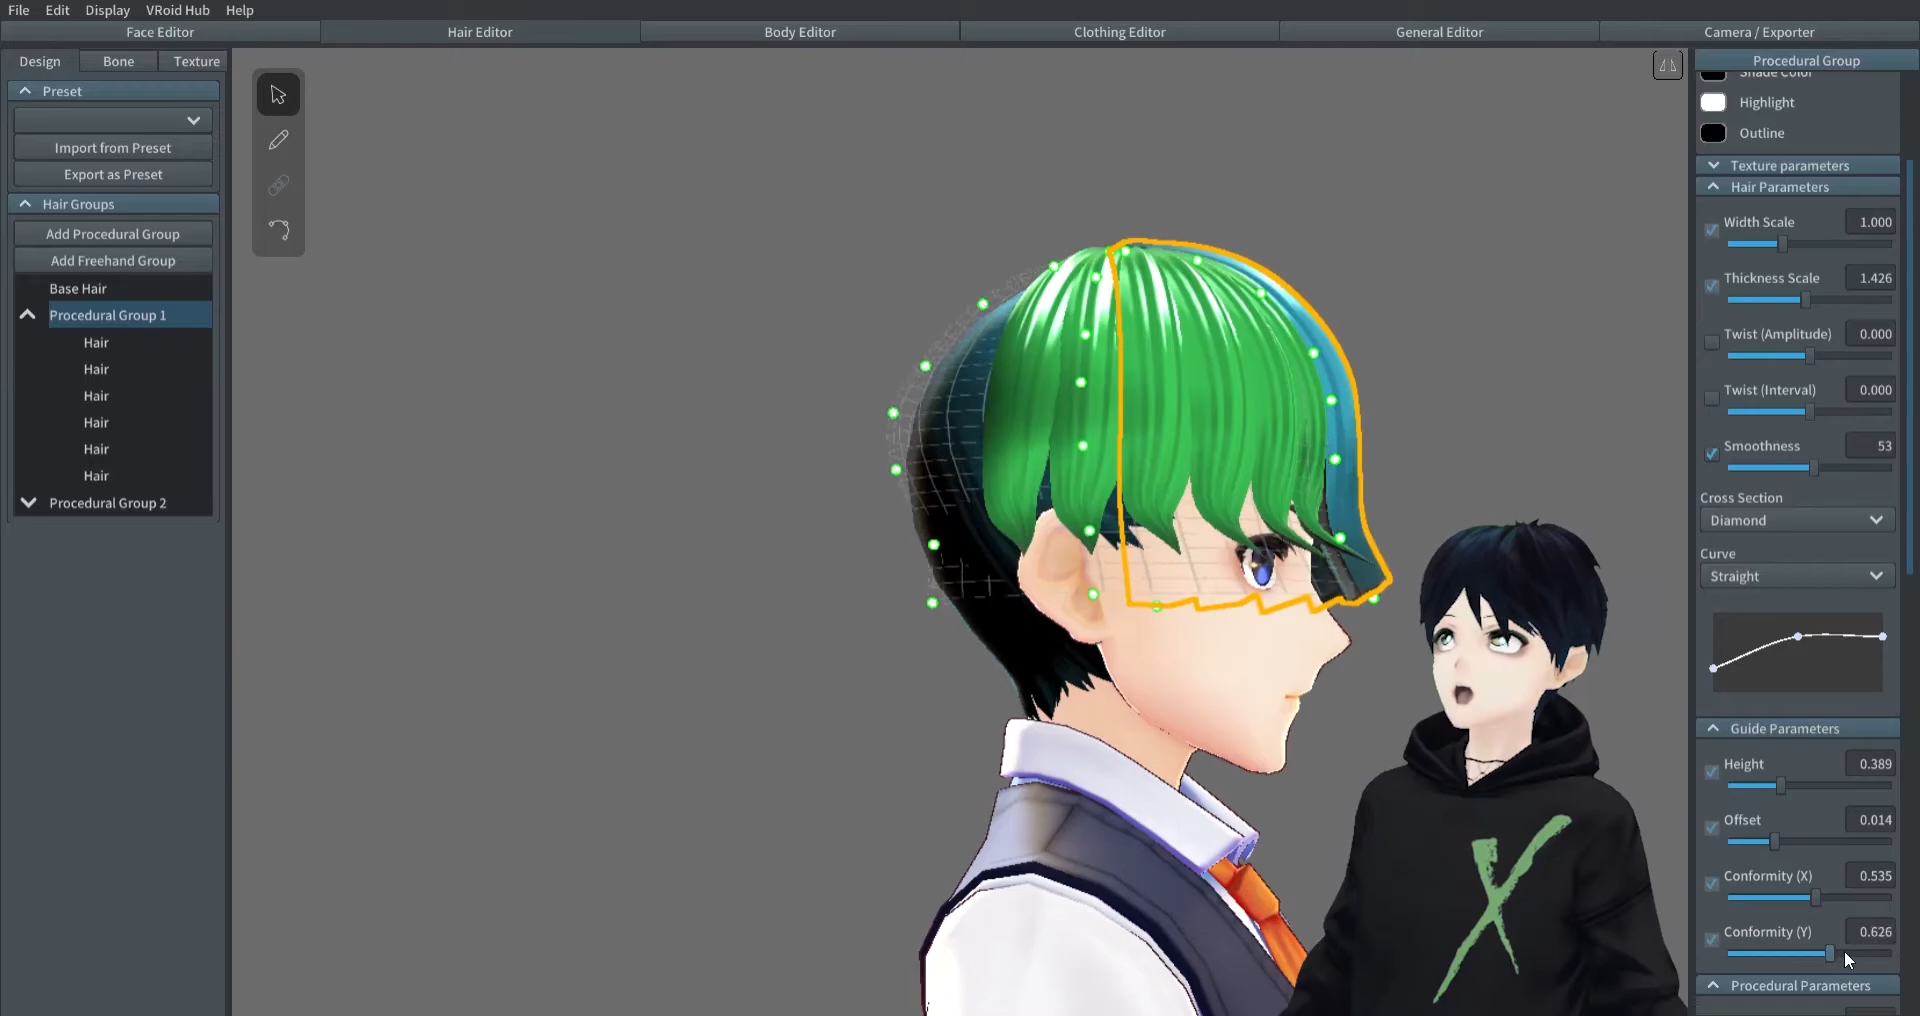 File Edit Display VRoid Hub Help
Face Editor Hair Editor Body Editor Clothing Editor General Editor Camera / Exporter
Design Bone Texture
Preset
Import from Preset
Export as Preset
Hair Groups
Add Procedural Group
Add Freehand Group
Base Hair
Procedural Group 1
Hair
Hair
Hair
Hair
Hair
Hair
Procedural Group 2
Procedural Group
Shade Color
Highlight
Outline
Texture parameters
Hair Parameters
Width Scale 1.000
Thickness Scale 1.426
Twist (Amplitude) 0.000
Twist (Interval) 0.000
Smoothness 53
Cross Section
Diamond
Curve
Straight
Guide Parameters
Height 0.389
Offset 0.014
Conformity (X) 0.535
Conformity (Y) 0.626
Procedural Parameters
X